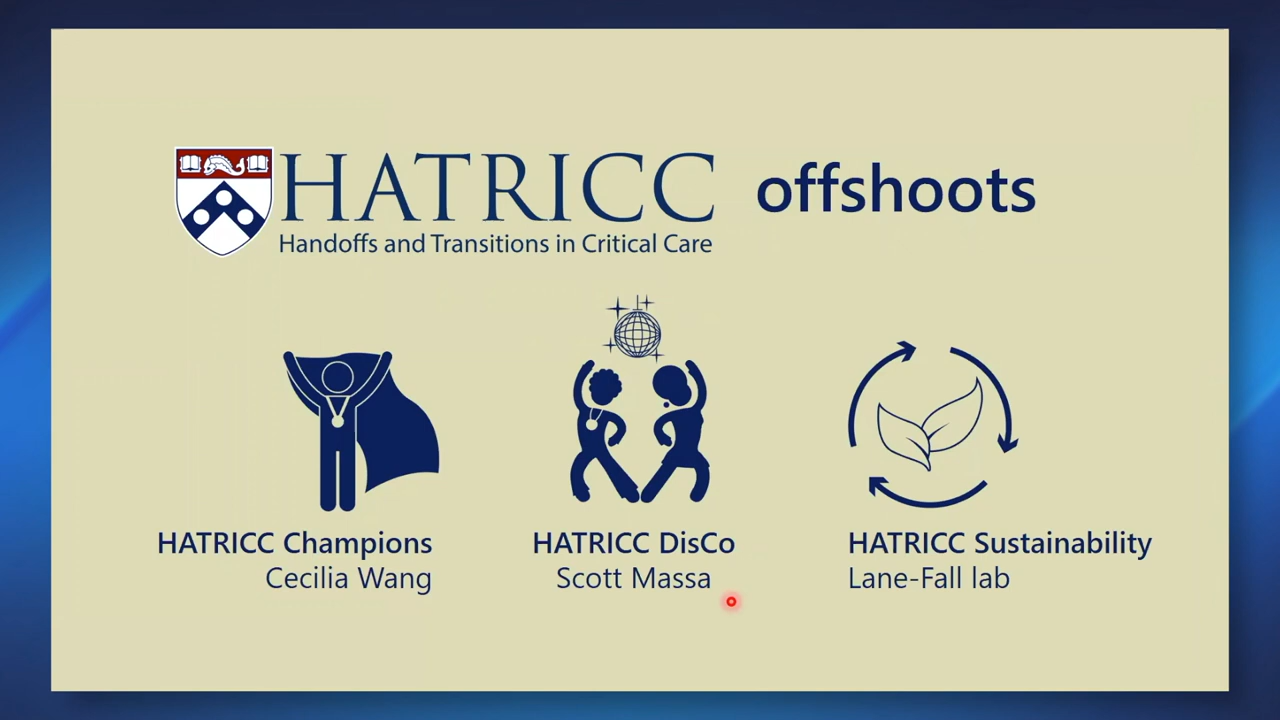 HATRICC offshoots
Handoffs and Transitions in Critical Care
HATRICC Champions
Cecilia Wang
HATRICC DisCo
Scott Massa
HATRICC Sustainability
Lane-Fall lab